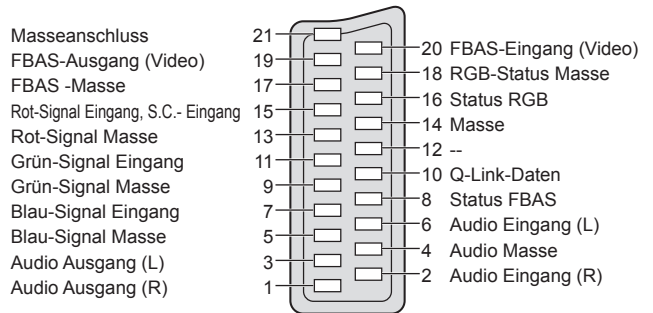 Masseanschluss 21
FBAS-Ausgang (Video) 19
FBAS -Masse 17
Rot-Signal Eingang, S.C.- Eingang 15
Rot-Signal Masse 13
Grün-Signal Eingang 11
Grün-Signal Masse 9
Blau-Signal Eingang 7
Blau-Signal Masse 5
Audio Ausgang (L) 3
Audio Ausgang (R) 1
20 FBAS-Eingang (Video)
18 RGB-Status Masse
16 Status RGB
14 Masse
12 --
10 Q-Link-Daten
8 Status FBAS
6 Audio Eingang (L)
4 Audio Masse
2 Audio Eingang (R)